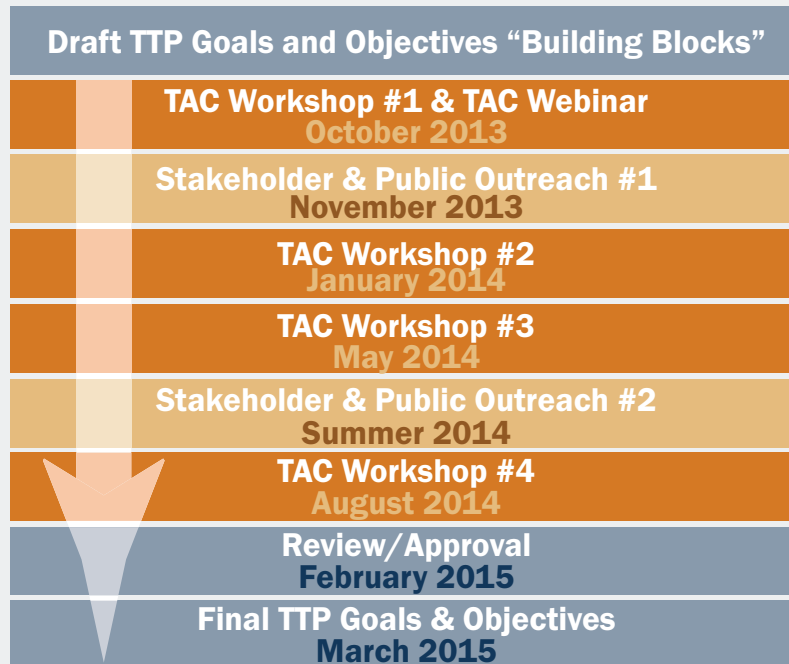 Draft TTP Goals and Objectives “Building Blocks”
TAC Workshop #1 & TAC Webinar
October 2013
Stakeholder & Public Outreach #1
November 2013
TAC Workshop #2
January 2014
TAC Workshop #3
May 2014
Stakeholder & Public Outreach #2
Summer 2014
TAC Workshop #4
August 2014
Review/Approval
February 2015
Final TTP Goals & Objectives
March 2015